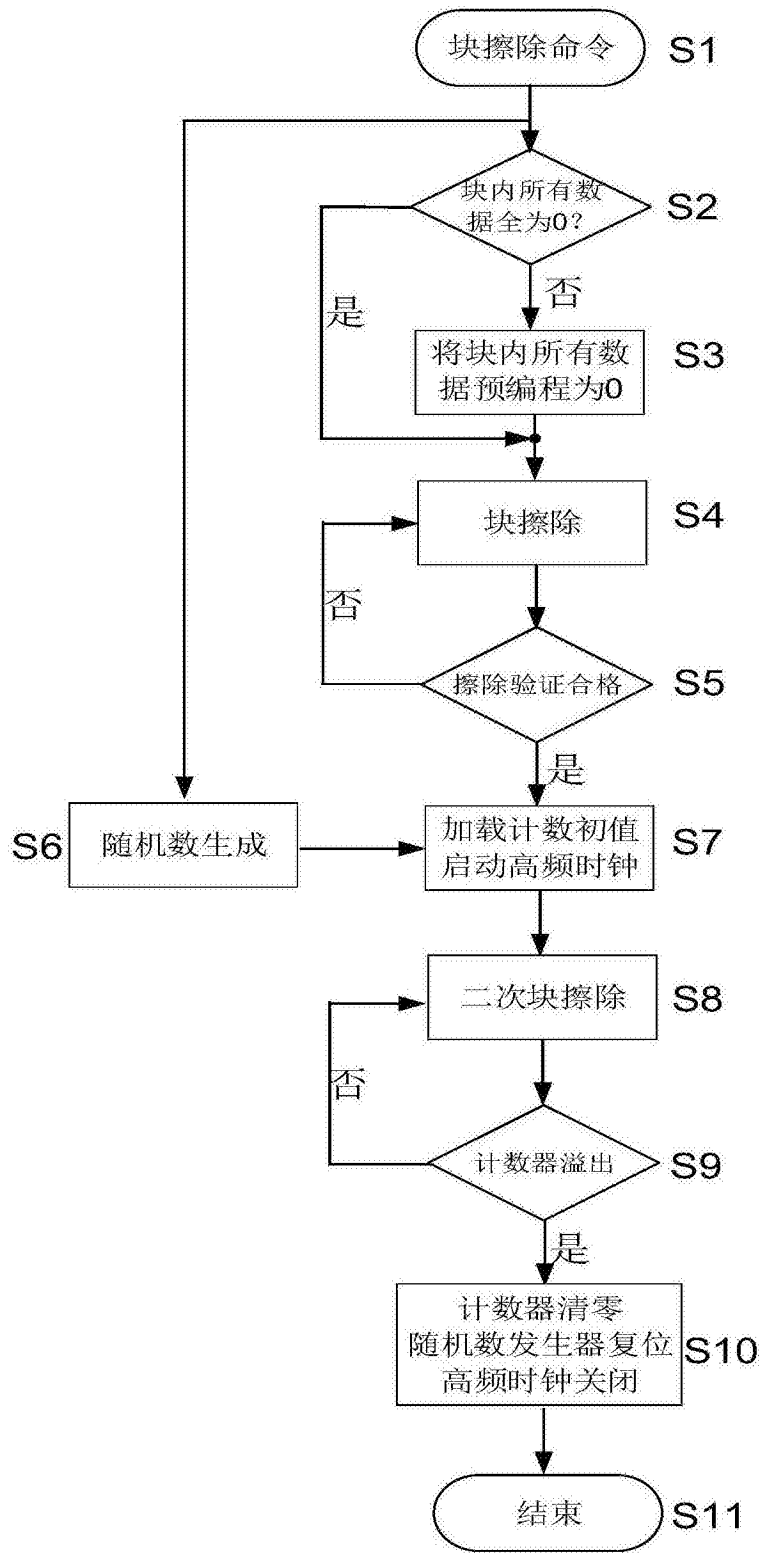 块擦除命令
S1
块内所有数
据全为0?
S2
是
否
将块内所有数
据预编程为0
S3
块擦除
S4
否
擦除验证合格
S5
是
S6
随机数生成
加载计数初值
启动高频时钟
S7
二次块擦除
S8
否
计数器溢出
S9
是
计数器清零
随机数发生器复位
高频时钟关闭
S10
结束
S11